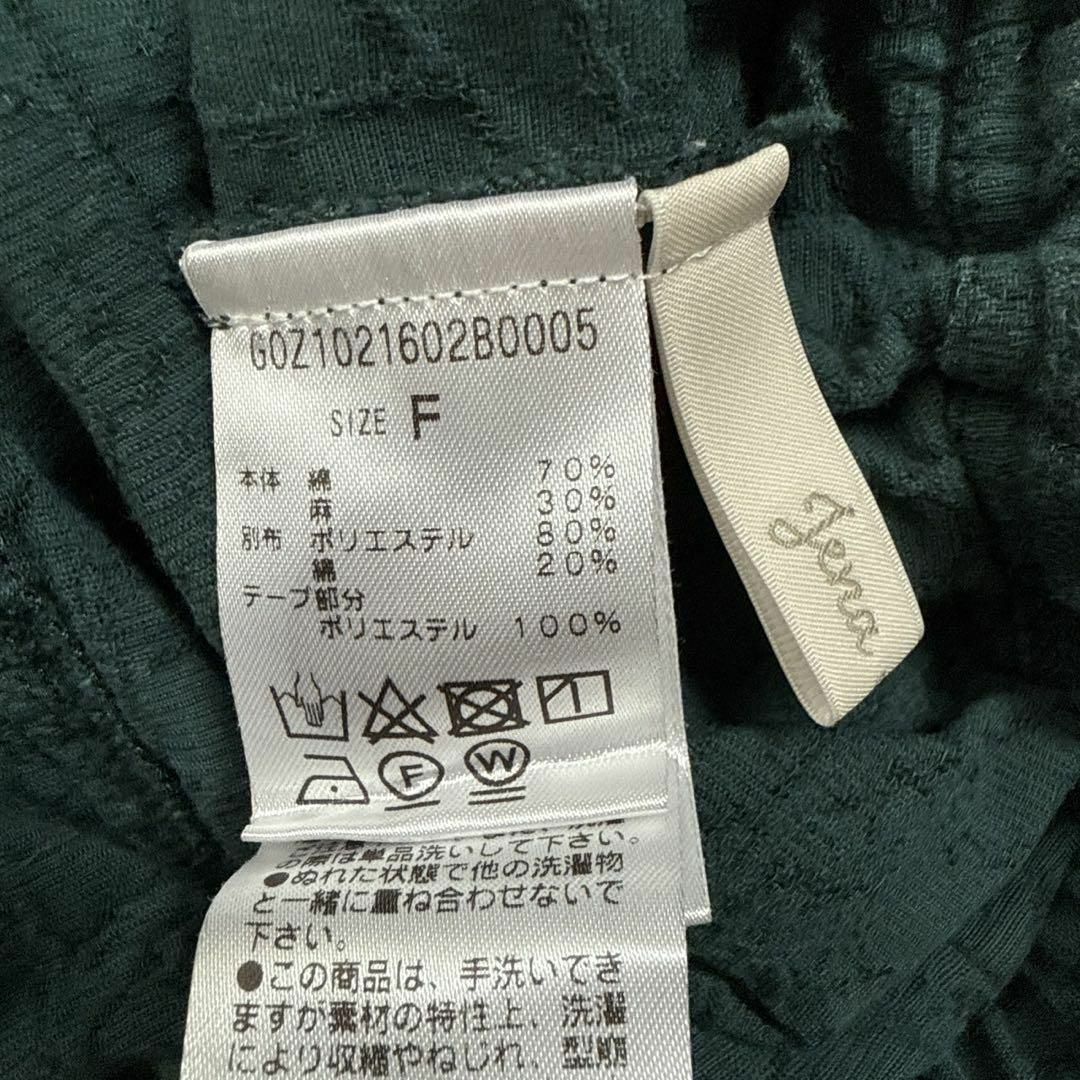 G0Z1021602B0005
SIZE F
本体 綿 70%
麻 30%
別布 ポリエステル 80%
綿 20%
テープ部分
ポリエステル 100%
F W
の際は単品洗いして下さい。
●ぬれた状態で他の洗濯物
と一緒に重ね合わせないで
下さい。
●この商品は、手洗いでき
ますが素材の特性上、洗濯
により収縮やねじれ、型崩
Jena